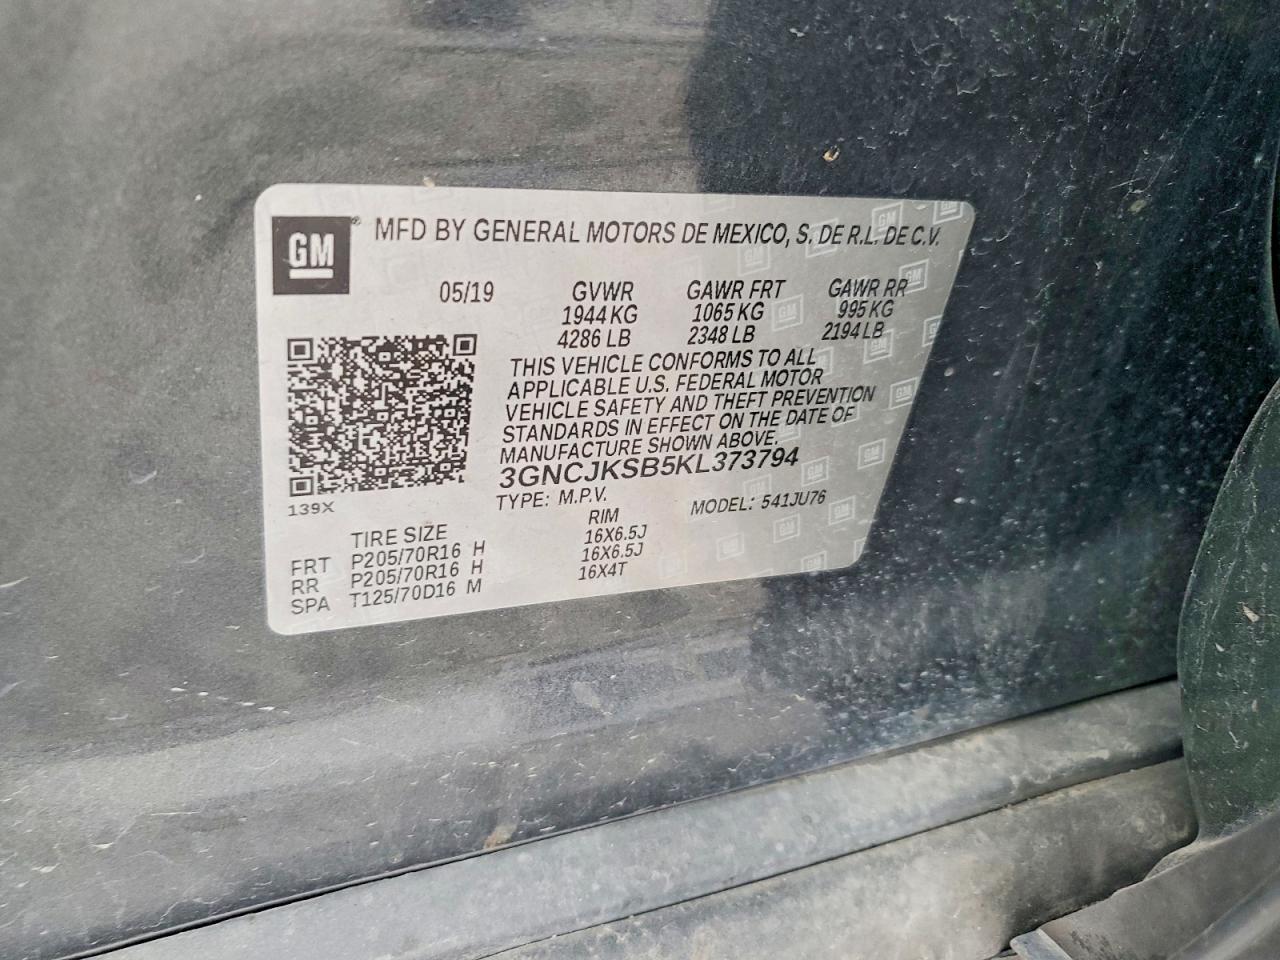 GM® MFD BY GENERAL MOTORS DE MEXICO, S. DE R.L. DE C.V.
05/19 GVWR GAWR FRT GAWR RR
1944 KG 1065 KG 995 KG
4286 LB 2348 LB 2194 LB
THIS VEHICLE CONFORMS TO ALL
APPLICABLE U.S. FEDERAL MOTOR
VEHICLE SAFETY AND THEFT PREVENTION
STANDARDS IN EFFECT ON THE DATE OF
MANUFACTURE SHOWN ABOVE.
3GNCJKSB5KL373794
139X TYPE: M.P.V. MODEL: 541JU76
TIRE SIZE RIM
FRT P205/70R16 H 16X6.5J
RR P205/70R16 H 16X6.5J
SPA T125/70D16 M 16X4T